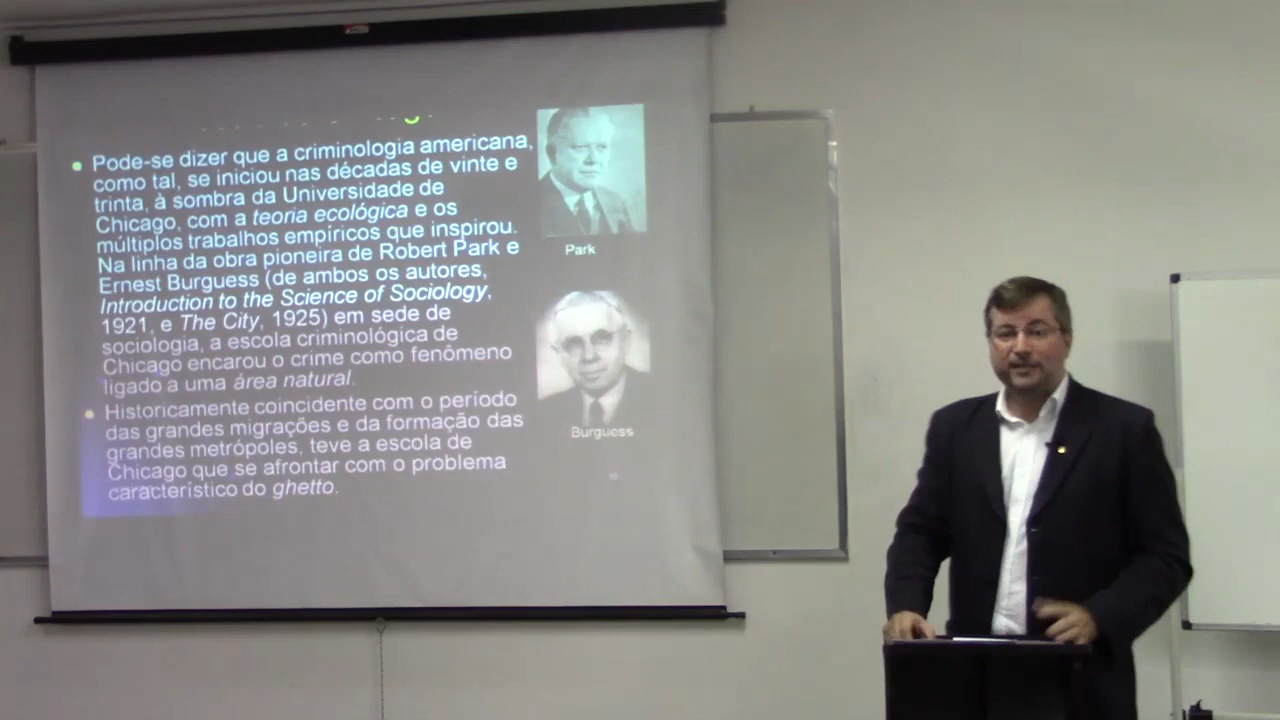 Pode-se dizer que a criminologia americana,
como tal, se iniciou nas décadas de vinte e
trinta, à sombra da Universidade de
Chicago, com a teoria ecológica e os
múltiplos trabalhos empíricos que inspirou.
Na linha da obra pioneira de Robert Park e
Ernest Burguess (de ambos os autores,
Introduction to the Science of Sociology,
1921, e The City, 1925) em sede de
sociologia, a escola criminológica de
Chicago encarou o crime como fenômeno
ligado a uma área natural.
Historicamente coincidente com o período
das grandes migrações e da formação das
grandes metrópoles, teve a escola de
Chicago que se afrontar com o problema
característico do ghetto.
Park
Burguess